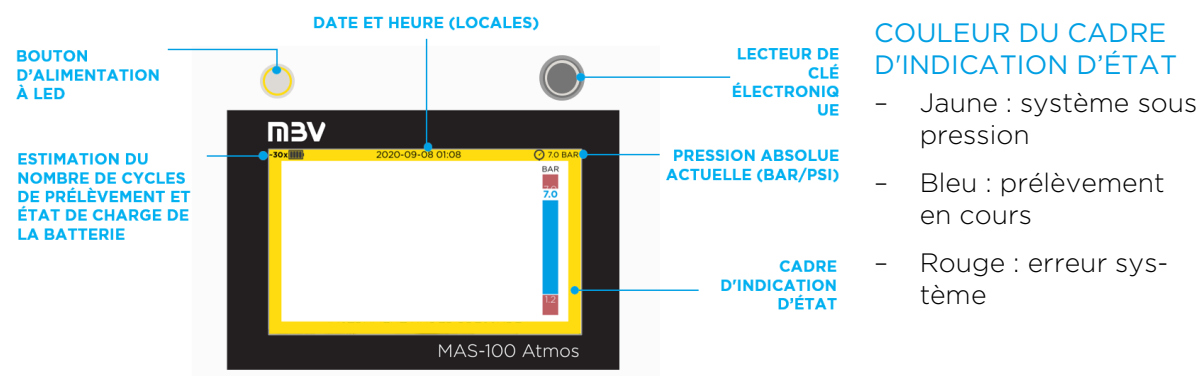 DATE ET HEURE (LOCALES)
BOUTON
D'ALIMENTATION
À LED
LECTEUR DE
CLÉ
ÉLECTRONIQ
UE
ESTIMATION DU
NOMBRE DE CYCLES
DE PRÉLÈVEMENT ET
ÉTAT DE CHARGE DE
LA BATTERIE
MBV
~30x
2020-09-08 01:08
7.0 BAR
BAR
7.0
1.2
MAS-100 Atmos
PRESSION ABSOLUE
ACTUELLE (BAR/PSI)
CADRE
D'INDICATION
D'ÉTAT
COULEUR DU CADRE
D'INDICATION D'ÉTAT
– Jaune : système sous
pression
– Bleu : prélèvement
en cours
– Rouge : erreur sys-
tème